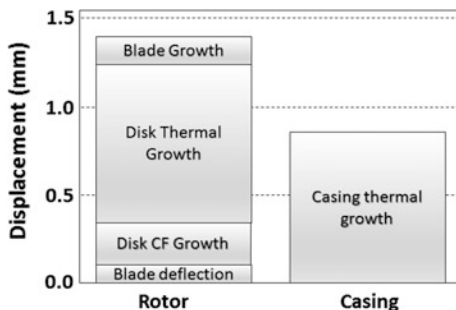 Displacement (mm)
1.5
1.0
0.5
0.0
Blade Growth
Disk Thermal
Growth
Disk CF Growth
Blade deflection
Casing thermal
growth
Rotor
Casing